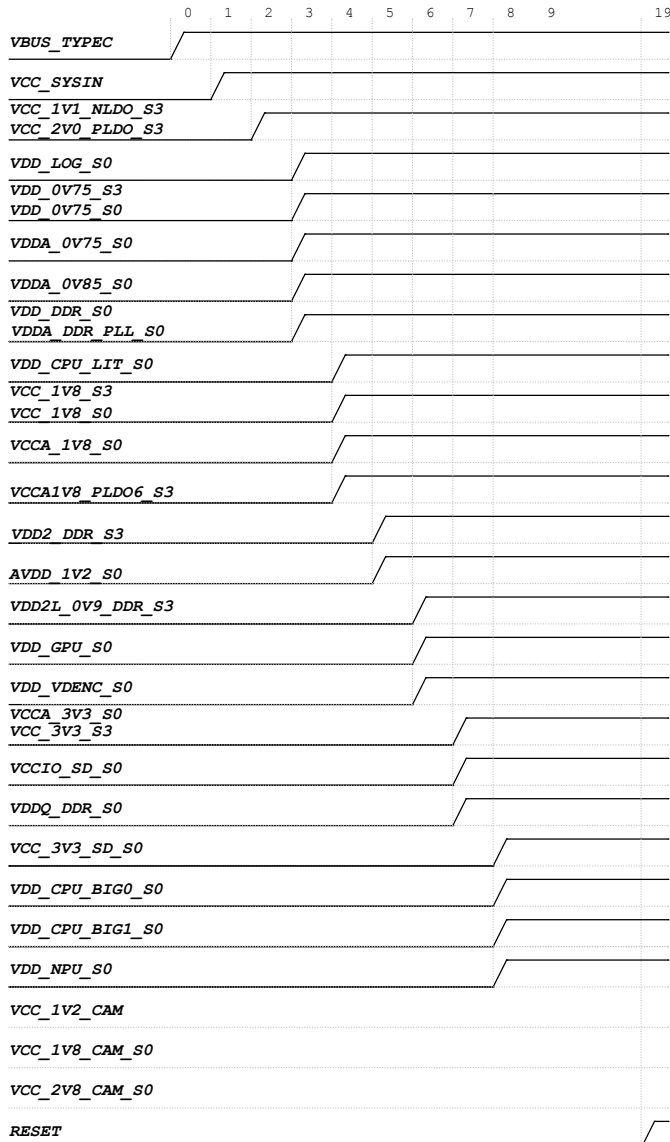 0 1 2 3 4 5 6 7 8 9 19
VBUS_TYPEC
VCC_SYSIN
VCC_1V1_NLDO_S3
VCC_2V0_PLDO_S3
VDD_LOG_S0
VDD_0V75_S3
VDD_0V75_S0
VDDA_0V75_S0
VDDA_0V85_S0
VDD_DDR_S0
VDDA_DDR_PLL_S0
VDD_CPU_LIT_S0
VCC_1V8_S3
VCC_1V8_S0
VCCA_1V8_S0
VCCA1V8_PLDO6_S3
VDD2_DDR_S3
AVDD_1V2_S0
VDD2L_0V9_DDR_S3
VDD_GPU_S0
VDD_VDENC_S0
VCCA_3V3_S0
VCC_3V3_S3
VCCIO_SD_S0
VDDQ_DDR_S0
VCC_3V3_SD_S0
VDD_CPU_BIG0_S0
VDD_CPU_BIG1_S0
VDD_NPU_S0
VCC_1V2_CAM
VCC_1V8_CAM_S0
VCC_2V8_CAM_S0
RESET